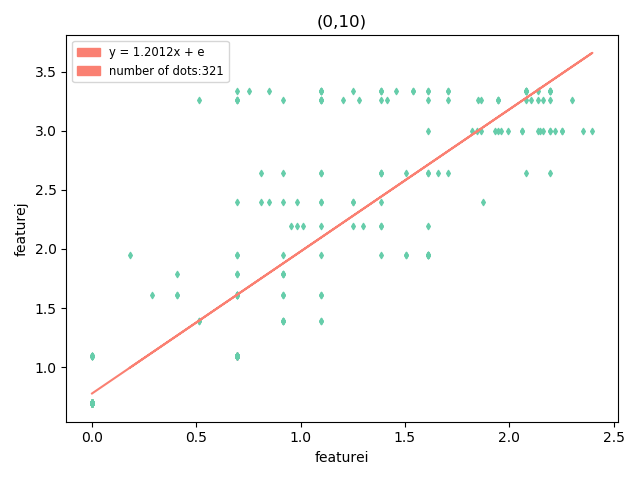 (0,10)
y = 1.2012x + e
number of dots:321
3.5
3.0
2.5
2.0
1.5
1.0
featurej
0.0 0.5 1.0 1.5 2.0 2.5
featurei